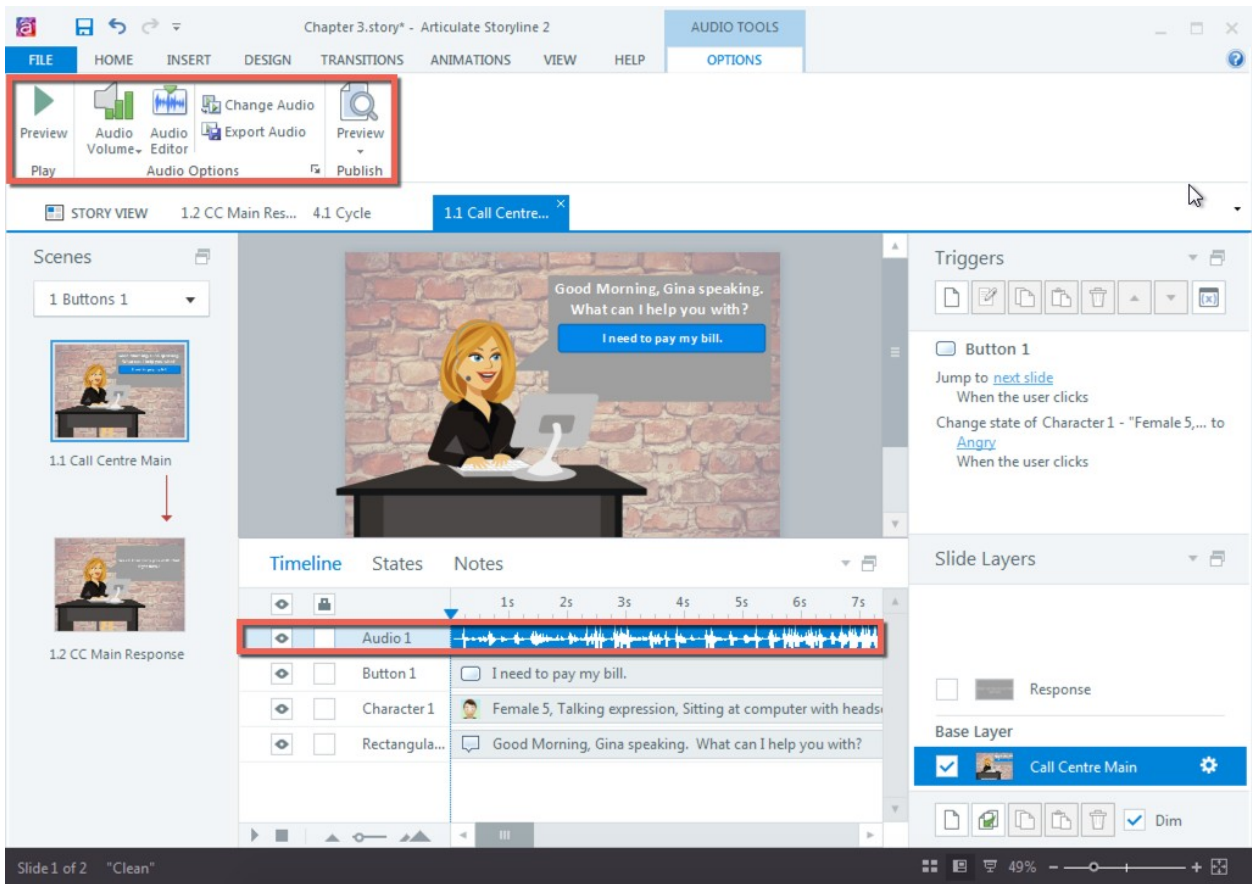 Chapter 3.story* - Articulate Storyline 2
AUDIO TOOLS
FILE HOME INSERT DESIGN TRANSITIONS ANIMATIONS VIEW HELP OPTIONS
Preview
Play
Audio Volume
Audio Editor
Change Audio
Export Audio
Audio Options
Preview
Publish
STORY VIEW 1.2 CC Main Res... 4.1 Cycle 1.1 Call Centre...
Scenes
1 Buttons 1
1.1 Call Centre Main
1.2 CC Main Response
Good Morning, Gina speaking.
What can I help you with?
I need to pay my bill.
Timeline States Notes
1s 2s 3s 4s 5s 6s 7s
Audio 1
Button 1 I need to pay my bill.
Character 1 Female 5, Talking expression, Sitting at computer with heads
Rectangula... Good Morning, Gina speaking. What can I help you with?
Triggers
Button 1
Jump to next slide
When the user clicks
Change state of Character 1 - "Female 5,... to
Angry
When the user clicks
Slide Layers
Response
Base Layer
Call Centre Main
Dim
Slide 1 of 2 "Clean"
49%